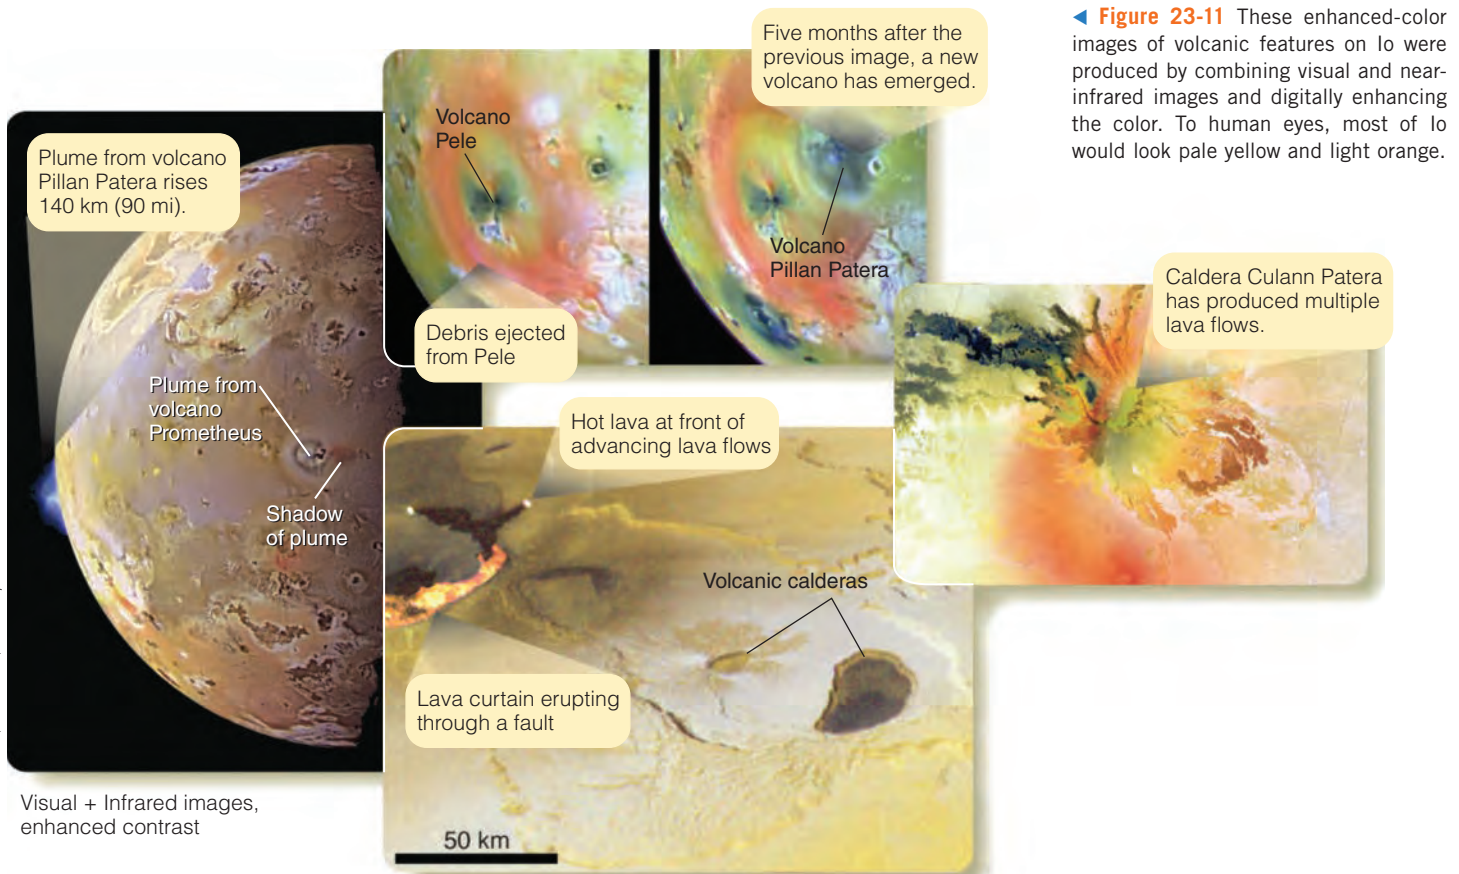 ◀ Figure 23-11 These enhanced-color
images of volcanic features on Io were
produced by combining visual and near-
infrared images and digitally enhancing
the color. To human eyes, most of Io
would look pale yellow and light orange.
Plume from volcano
Pillan Patera rises
140 km (90 mi).
Plume from
volcano
Prometheus
Shadow
of plume
Visual + Infrared images,
enhanced contrast
Volcano
Pele
Debris ejected
from Pele
Five months after the
previous image, a new
volcano has emerged.
Volcano
Pillan Patera
Caldera Culann Patera
has produced multiple
lava flows.
Hot lava at front of
advancing lava flows
Volcanic calderas
Lava curtain erupting
through a fault
50 km